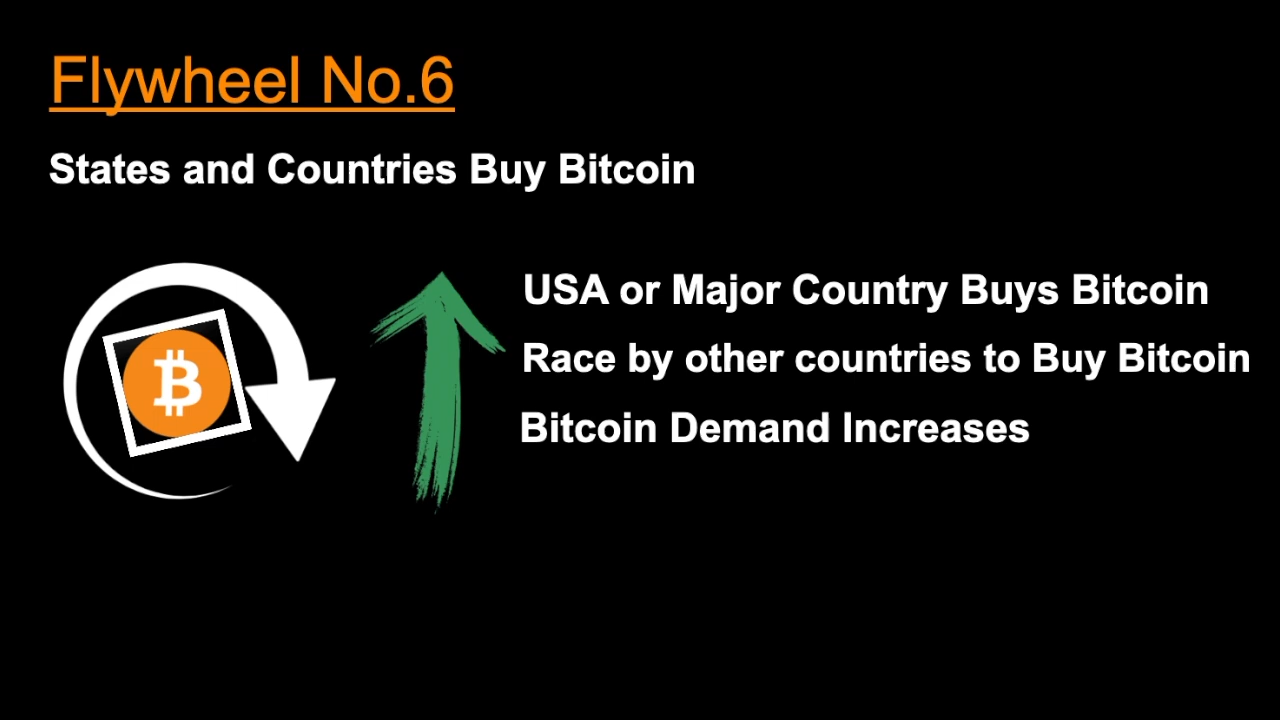 Flywheel No.6
States and Countries Buy Bitcoin
USA or Major Country Buys Bitcoin
Race by other countries to Buy Bitcoin
Bitcoin Demand Increases